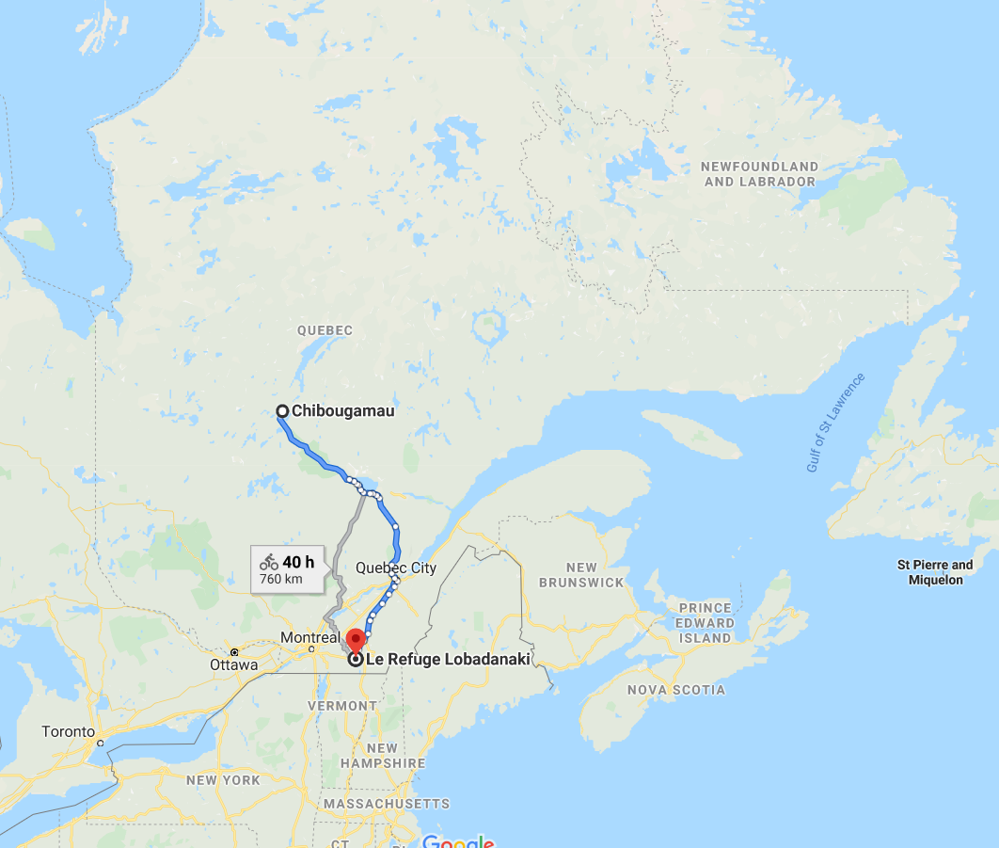 NEWFOUNDLAND
AND LABRADOR
QUEBEC
Chibougamau
Gulf of St Lawrence
40 h
760 km
Quebec City
NEW
BRUNSWICK
St Pierre and
Miquelon
PRINCE
EDWARD
ISLAND
Montreal
Ottawa
Le Refuge Lobadanaki
NOVA SCOTIA
VERMONT
Toronto
NEW
HAMPSHIRE
NEW YORK
MASSACHUSETTS
CT
Google